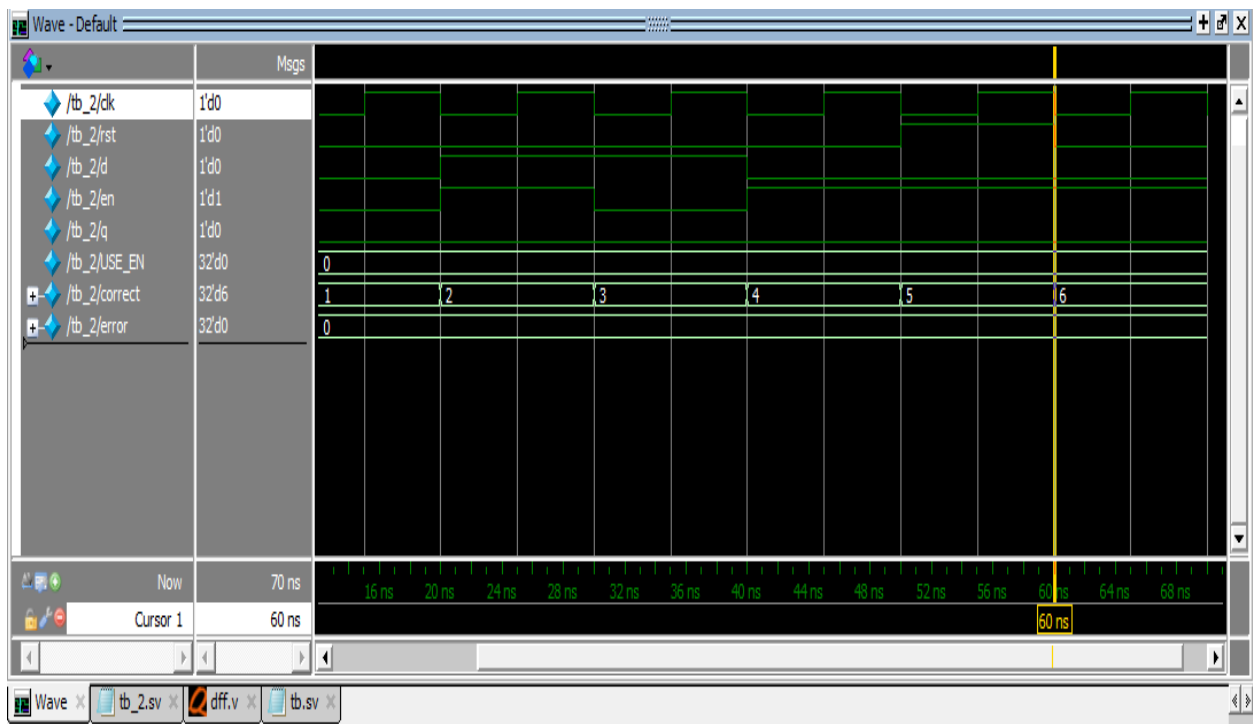 Wave - Default
Msgs
/tb_2/clk 1'd0
/tb_2/rst 1'd0
/tb_2/d 1'd0
/tb_2/en 1'd1
/tb_2/q 1'd0
/tb_2/USE_EN 32'd0 0
/tb_2/correct 32'd6 1 2 3 4 5 6
/tb_2/error 32'd0 0
Now 70 ns 16 ns 20 ns 24 ns 28 ns 32 ns 36 ns 40 ns 44 ns 48 ns 52 ns 56 ns 60 ns 64 ns 68 ns
Cursor 1 60 ns 60 ns
Wave tb_2.sv dff.v tb.sv